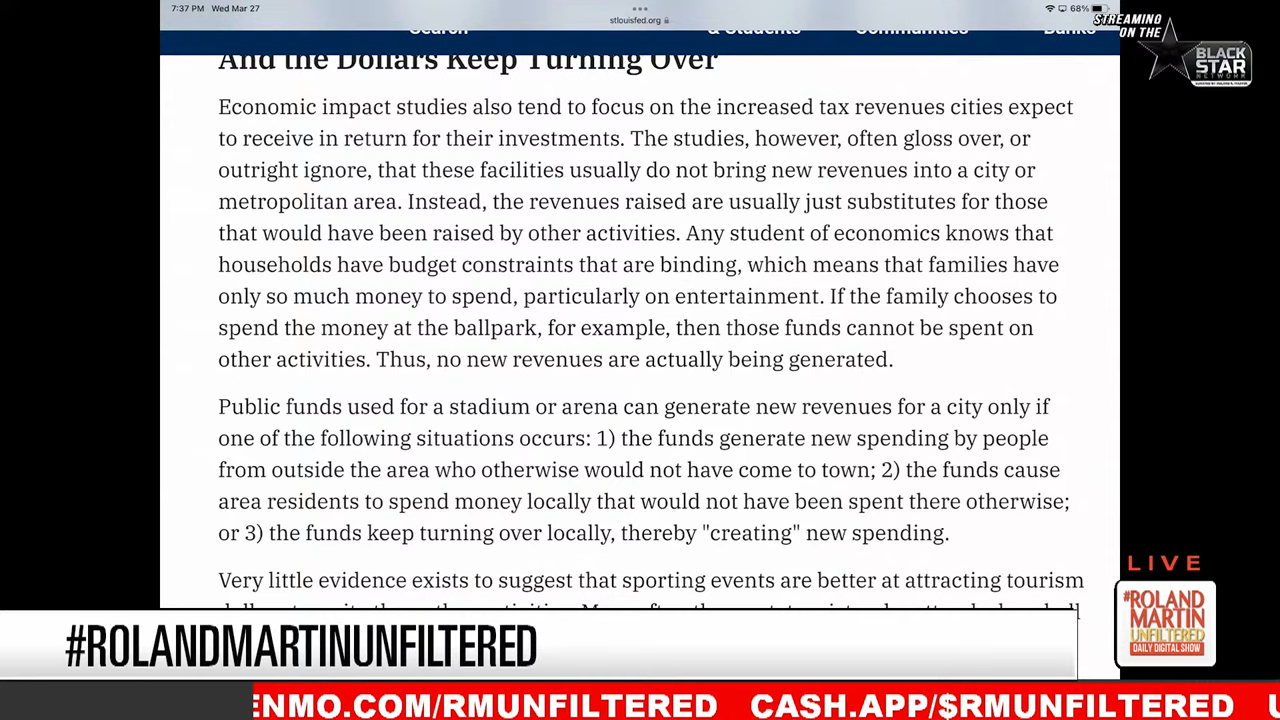 7:37 PM Wed Mar 27
68%
stlouisfed.org
STREAMING
ON THE
BLACK
STAR
NETWORK
Search
& Students
Communities
Banks
And the Dollars Keep Turning Over
Economic impact studies also tend to focus on the increased tax revenues cities expect
to receive in return for their investments. The studies, however, often gloss over, or
outright ignore, that these facilities usually do not bring new revenues into a city or
metropolitan area. Instead, the revenues raised are usually just substitutes for those
that would have been raised by other activities. Any student of economics knows that
households have budget constraints that are binding, which means that families have
only so much money to spend, particularly on entertainment. If the family chooses to
spend the money at the ballpark, for example, then those funds cannot be spent on
other activities. Thus, no new revenues are actually being generated.
Public funds used for a stadium or arena can generate new revenues for a city only if
one of the following situations occurs: 1) the funds generate new spending by people
from outside the area who otherwise would not have come to town; 2) the funds cause
area residents to spend money locally that would not have been spent there otherwise;
or 3) the funds keep turning over locally, thereby "creating" new spending.
Very little evidence exists to suggest that sporting events are better at attracting tourism
LIVE
#ROLAND
MARTIN
UNFILTERED
DAILY DIGITAL SHOW
#ROLANDMARTINUNFILTERED
ENMO.COM/RMUNFILTERED CASH.APP/$RMUNFILTERED